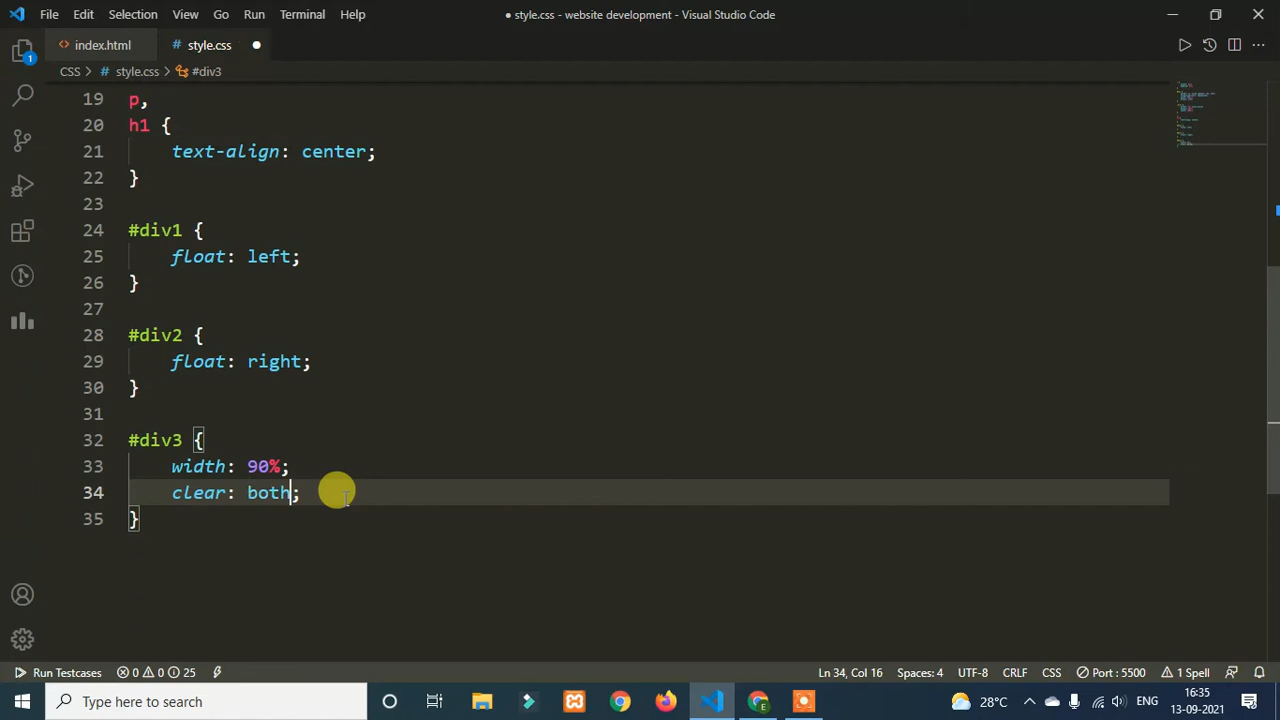 File Edit Selection View Go Run Terminal Help
● style.css - website development - Visual Studio Code
index.html
# style.css ●
CSS > # style.css > #div3
19 p,
20 h1 {
21 text-align: center;
22 }
23
24 #div1 {
25 float: left;
26 }
27
28 #div2 {
29 float: right;
30 }
31
32 #div3 {
33 width: 90%;
34 clear: both;
35 }
1
Run Testcases 0 0 25 Ln 34, Col 16 Spaces: 4 UTF-8 CRLF CSS Port : 5500 1 Spell
Type here to search
28°C ENG
16:35
13-09-2021